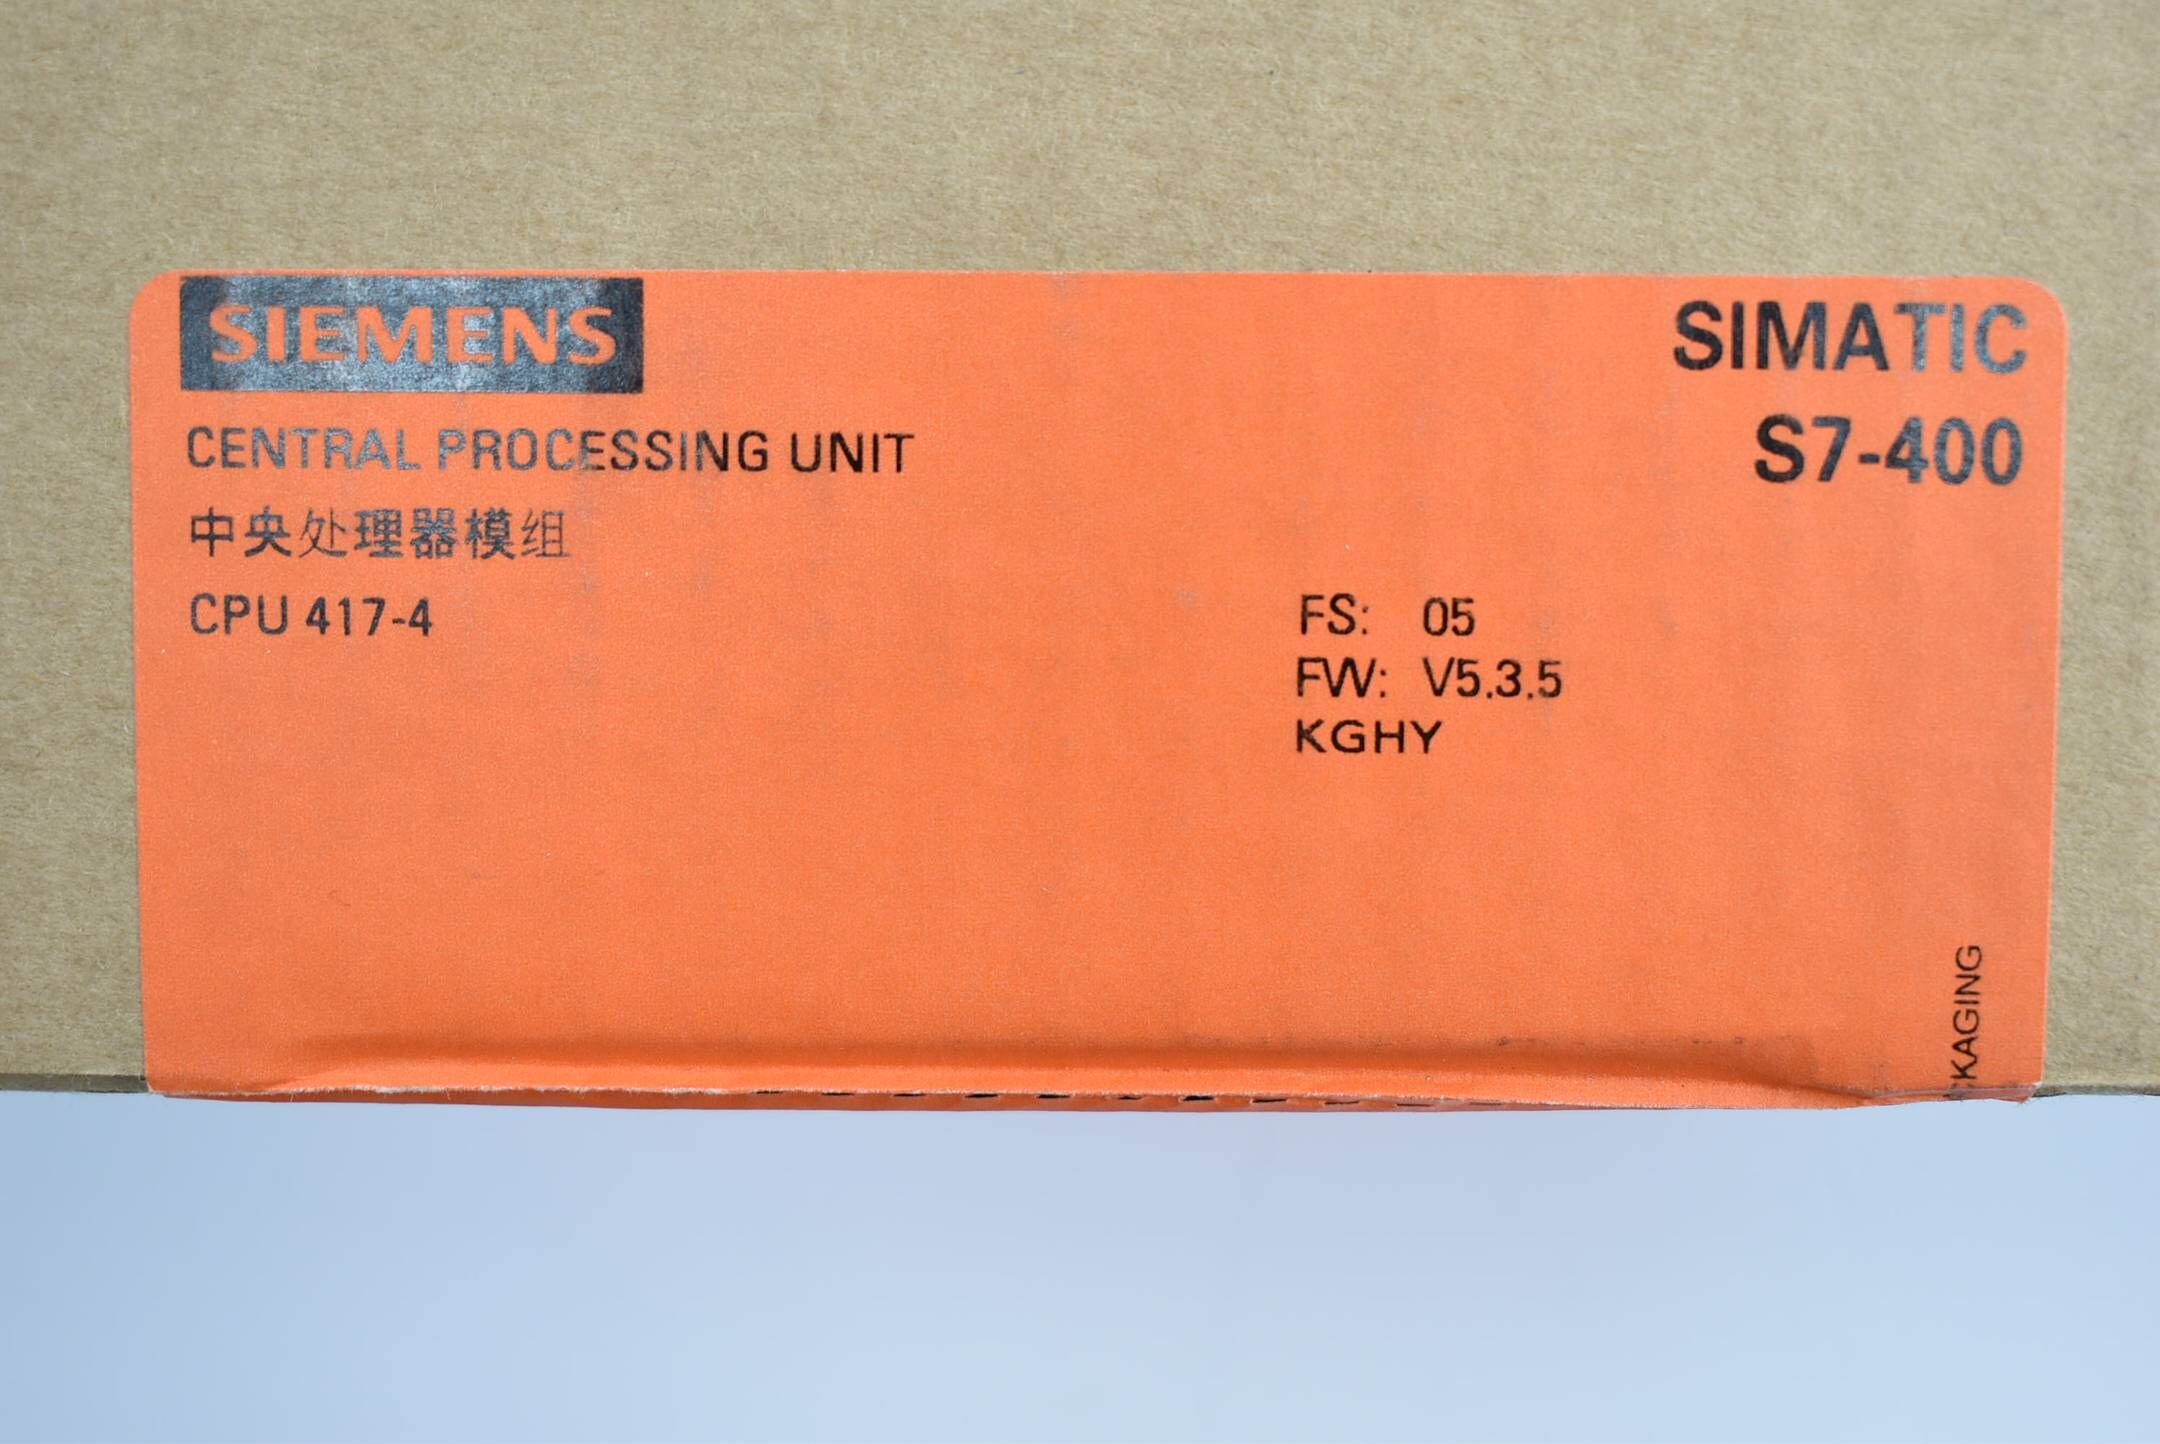 SIEMENS
SIMATIC
CENTRAL PROCESSING UNIT
S7-400
中央处理器模组
CPU 417-4
FS: 05
FW: V5.3.5
KGHY